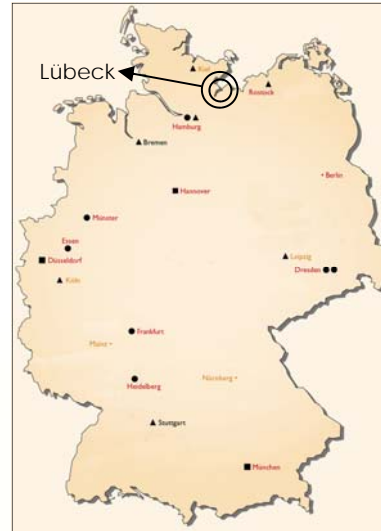 Lübeck
Kiel
Rostock
Hamburg
Bremen
Berlin
Hannover
Münster
Essen
Düsseldorf
Leipzig
Dresden
Köln
Frankfurt
Mainz
Heidelberg
Nürnberg
Stuttgart
München